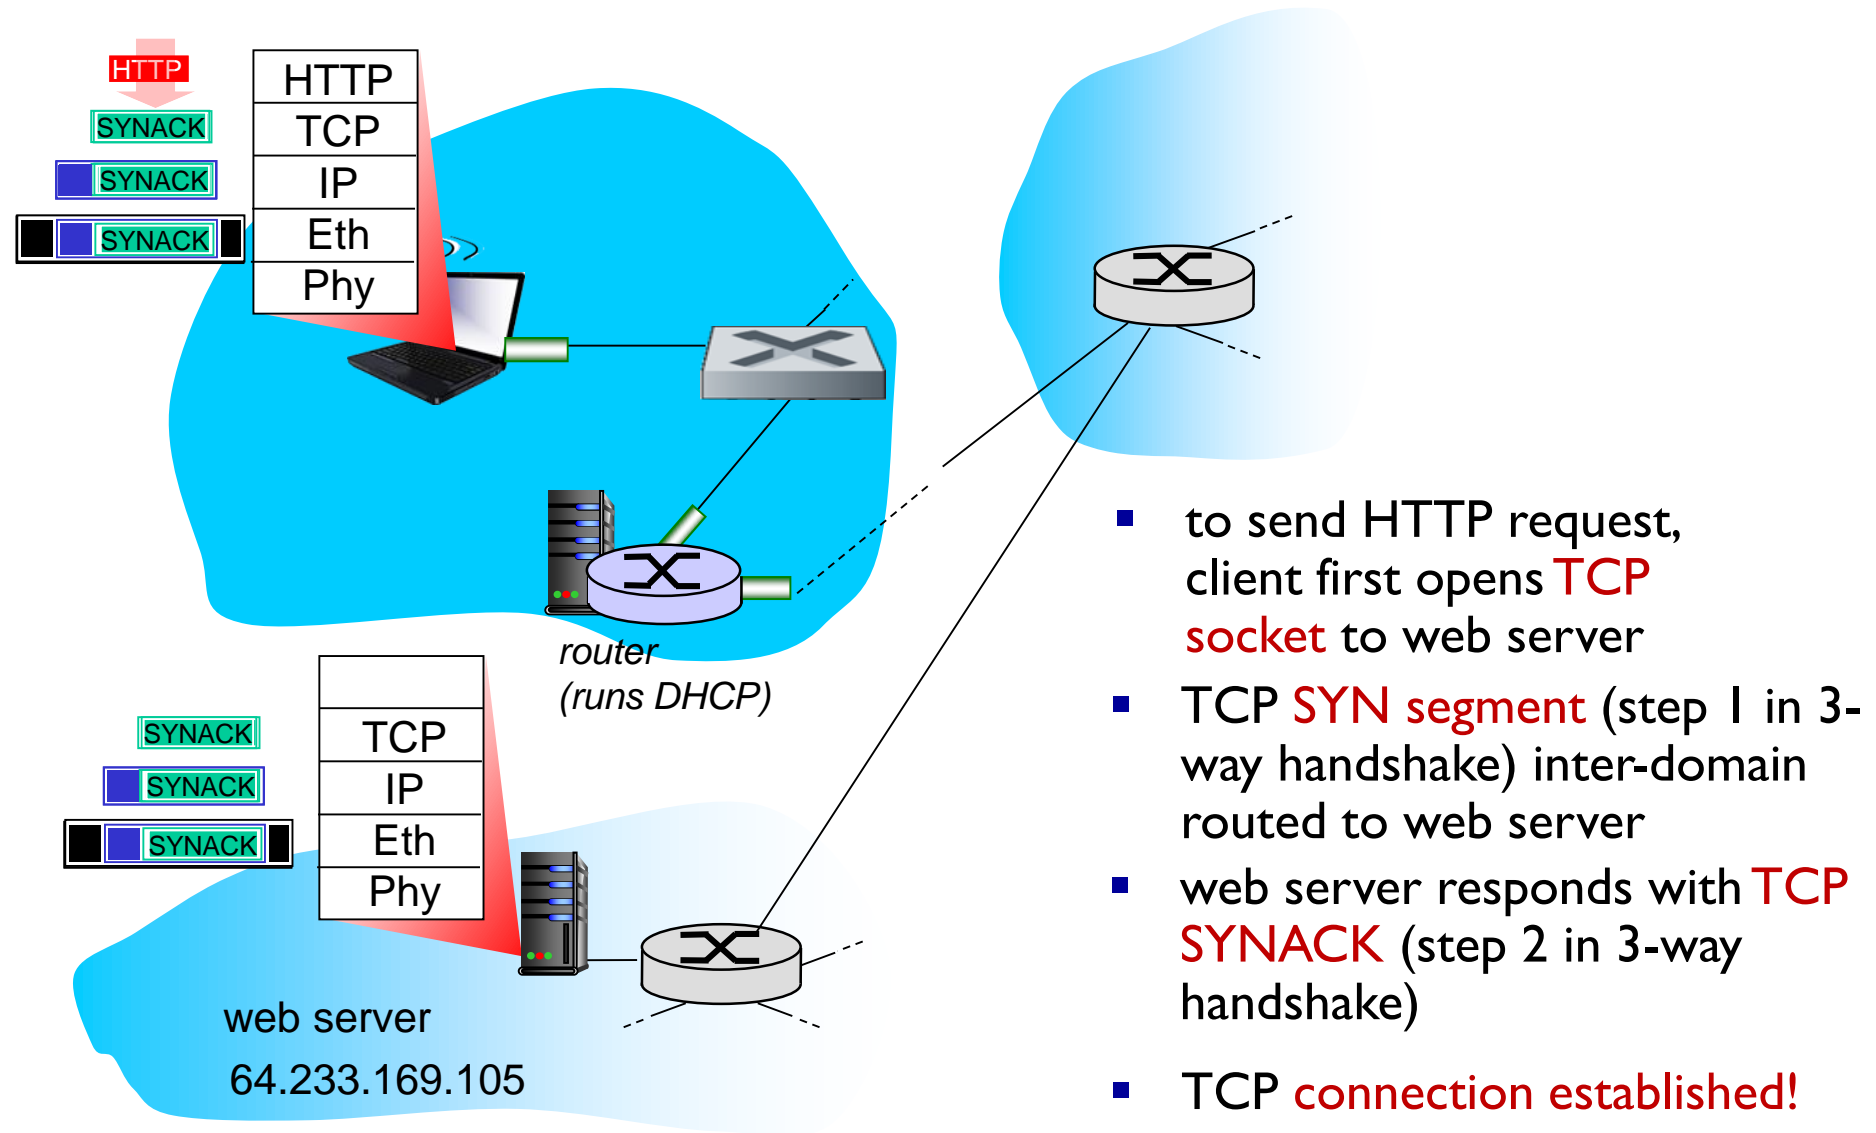 HTTP
SYNACK
SYNACK
SYNACK
HTTP
TCP
IP
Eth
Phy
router
(runs DHCP)
SYNACK
SYNACK
SYNACK
TCP
IP
Eth
Phy
web server
64.233.169.105
▪ to send HTTP request,
client first opens TCP
socket to web server
▪ TCP SYN segment (step 1 in 3-
way handshake) inter-domain
routed to web server
▪ web server responds with TCP
SYNACK (step 2 in 3-way
handshake)
▪ TCP connection established!